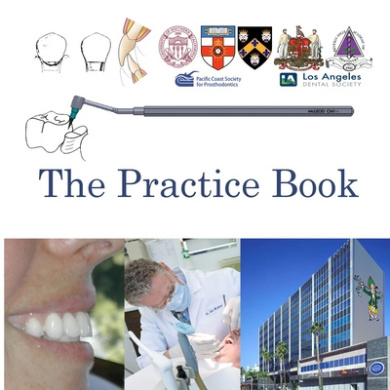 Pacific Coast Society
for Prosthodontics
Los Angeles
DENTAL SOCIETY
The Practice Book